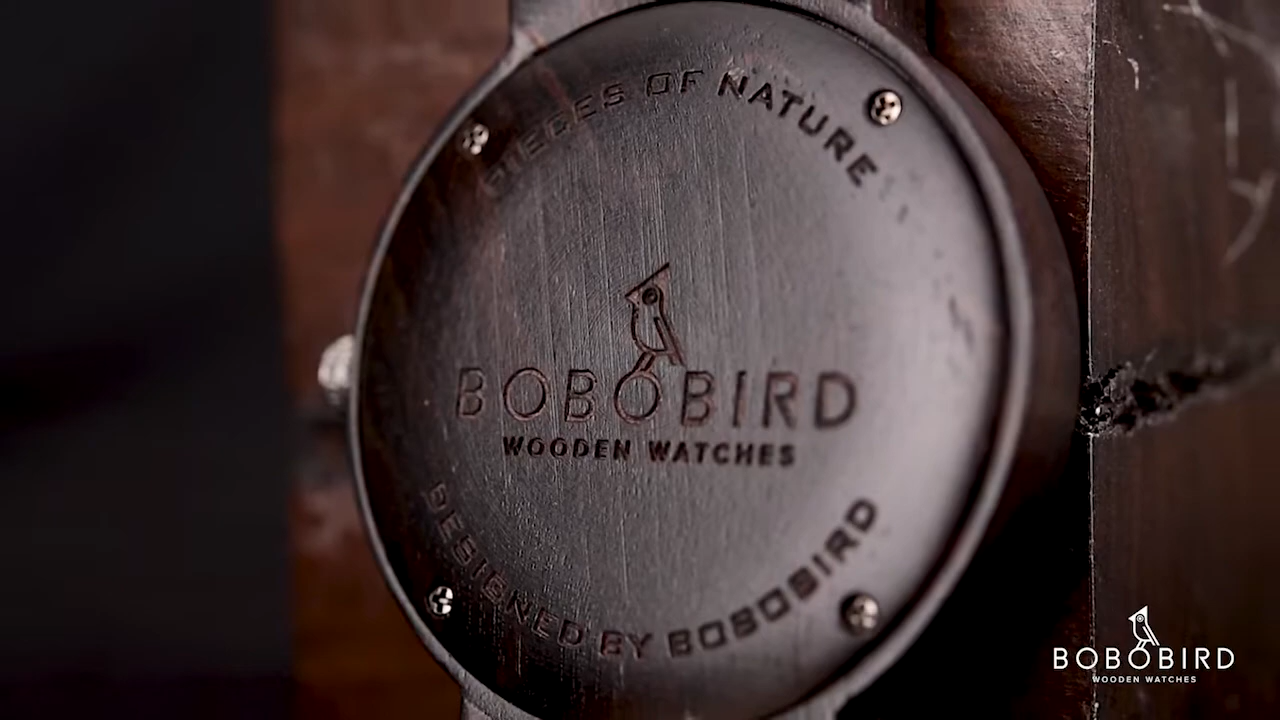 PIECES OF NATURE
BOBOBIRD
WOODEN WATCHES
DESIGNED BY BOBOBIRD
BOBOBIRD
WOODEN WATCHES